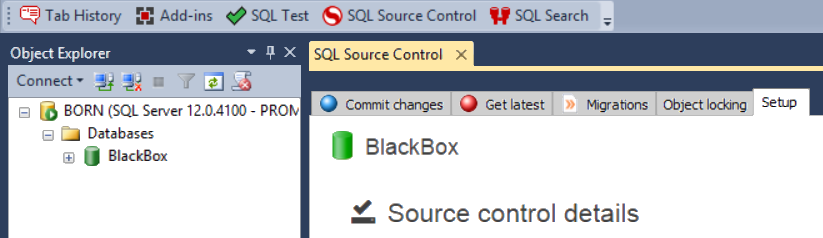 Tab History Add-ins SQL Test SQL Source Control SQL Search
Object Explorer
SQL Source Control
Connect
Commit changes Get latest Migrations Object locking Setup
BORN (SQL Server 12.0.4100 - PROM
Databases
BlackBox
BlackBox
Source control details